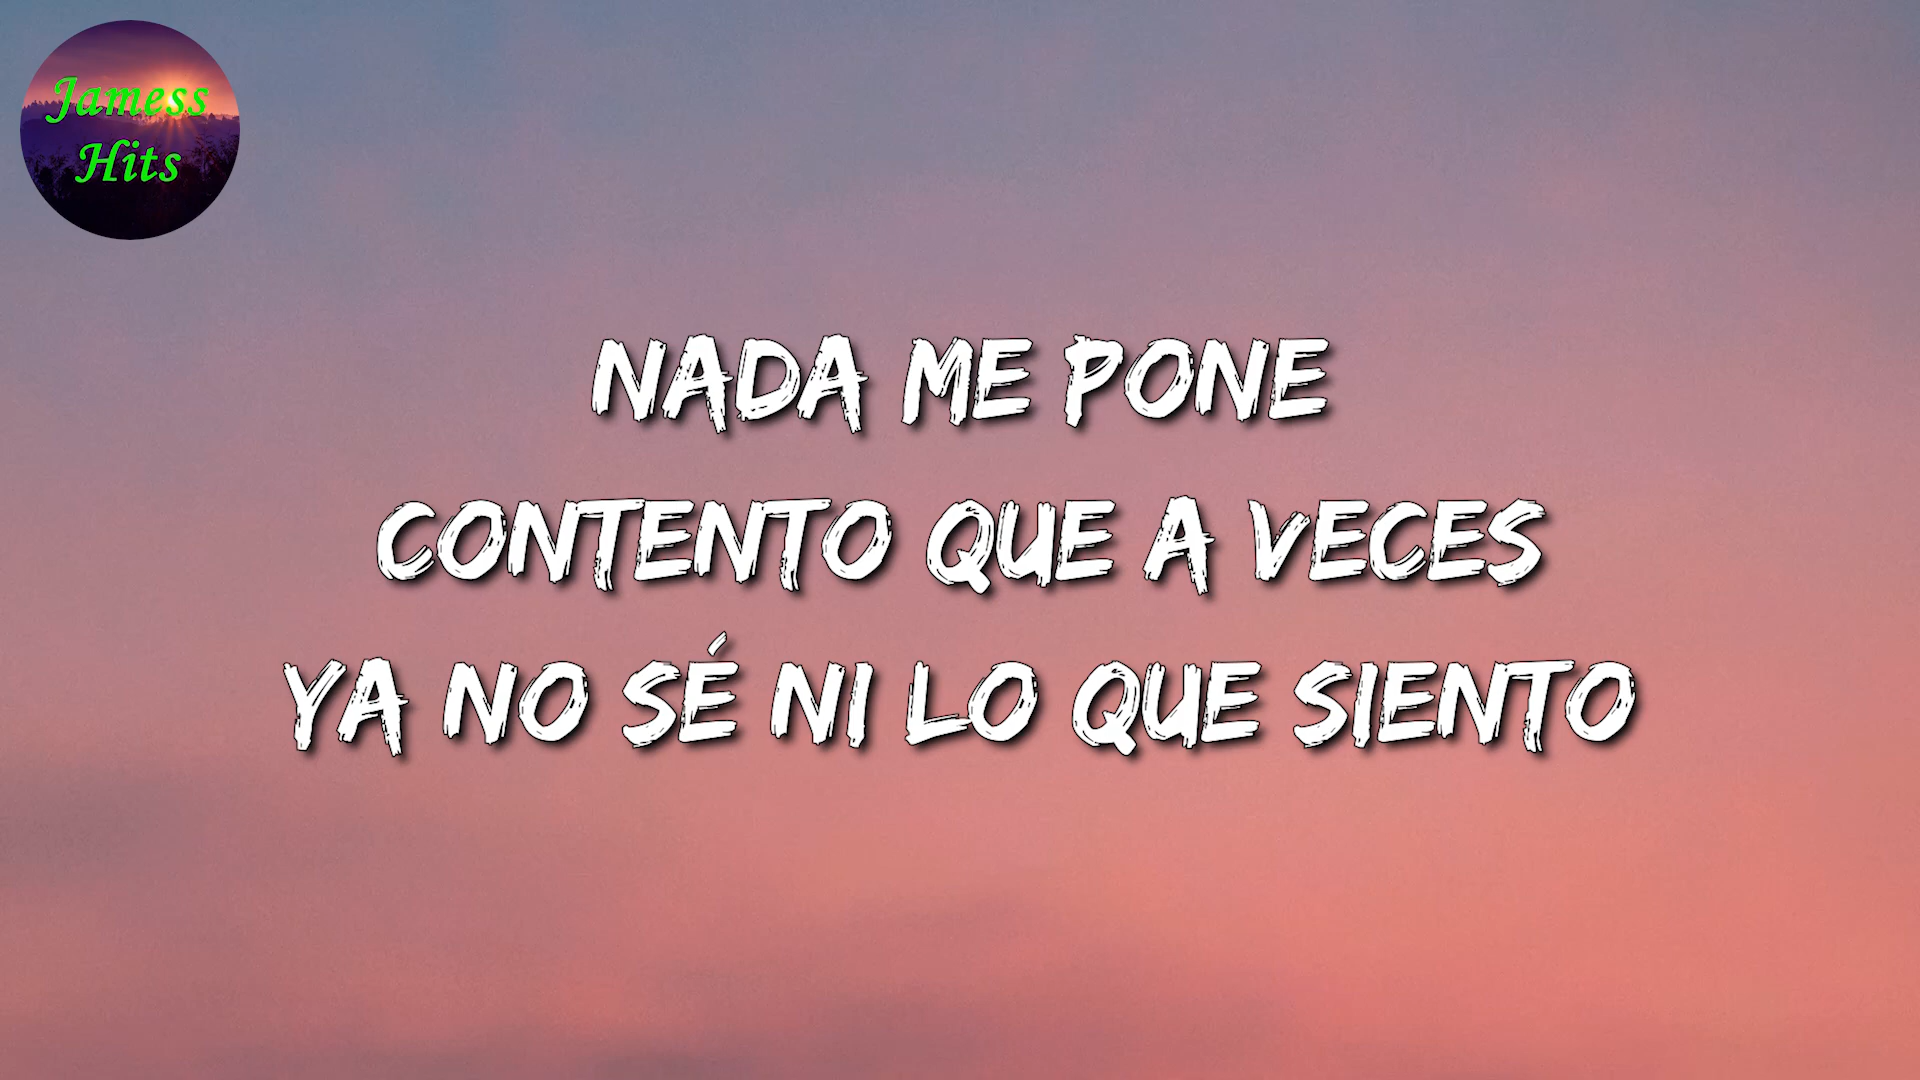 Jamess
Hits
NADA ME PONE
CONTENTO QUE A VECES
YA NO SÉ NI LO QUE SIENTO